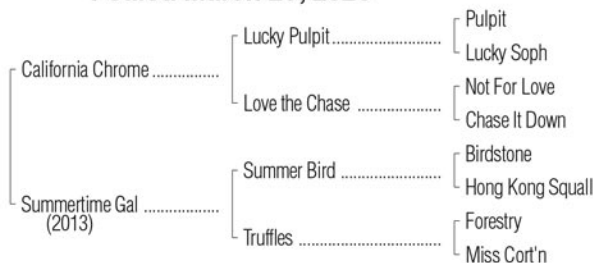 California Chrome
Lucky Pulpit
Pulpit
Lucky Soph
Love the Chase
Not For Love
Chase It Down
Summertime Gal
(2013)
Summer Bird
Birdstone
Hong Kong Squall
Truffles
Forestry
Miss Cort'n